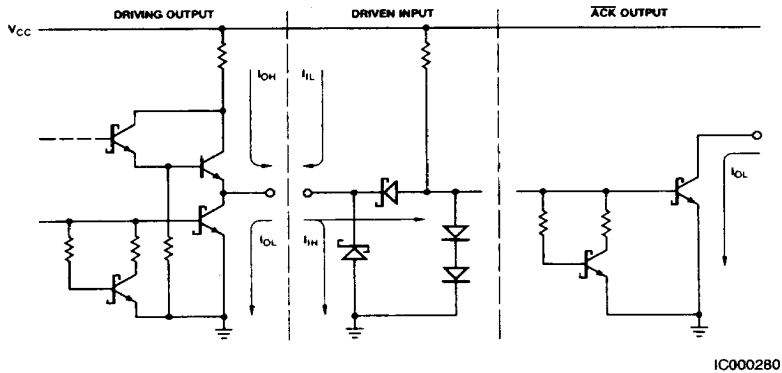 DRIVING OUTPUT
DRIVEN INPUT
ACK OUTPUT
VCC
IOH
IIL
IOL
IIH
IOL
IC000280